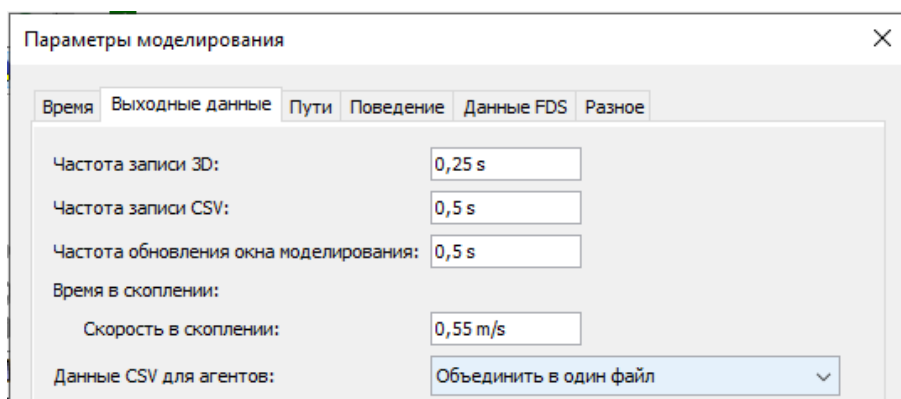 Параметры моделирования
Время Выходные данные Пути Поведение Данные FDS Разное
Частота записи 3D: 0,25 s
Частота записи CSV: 0,5 s
Частота обновления окна моделирования: 0,5 s
Время в скоплении:
Скорость в скоплении: 0,55 m/s
Данные CSV для агентов: Объединить в один файл